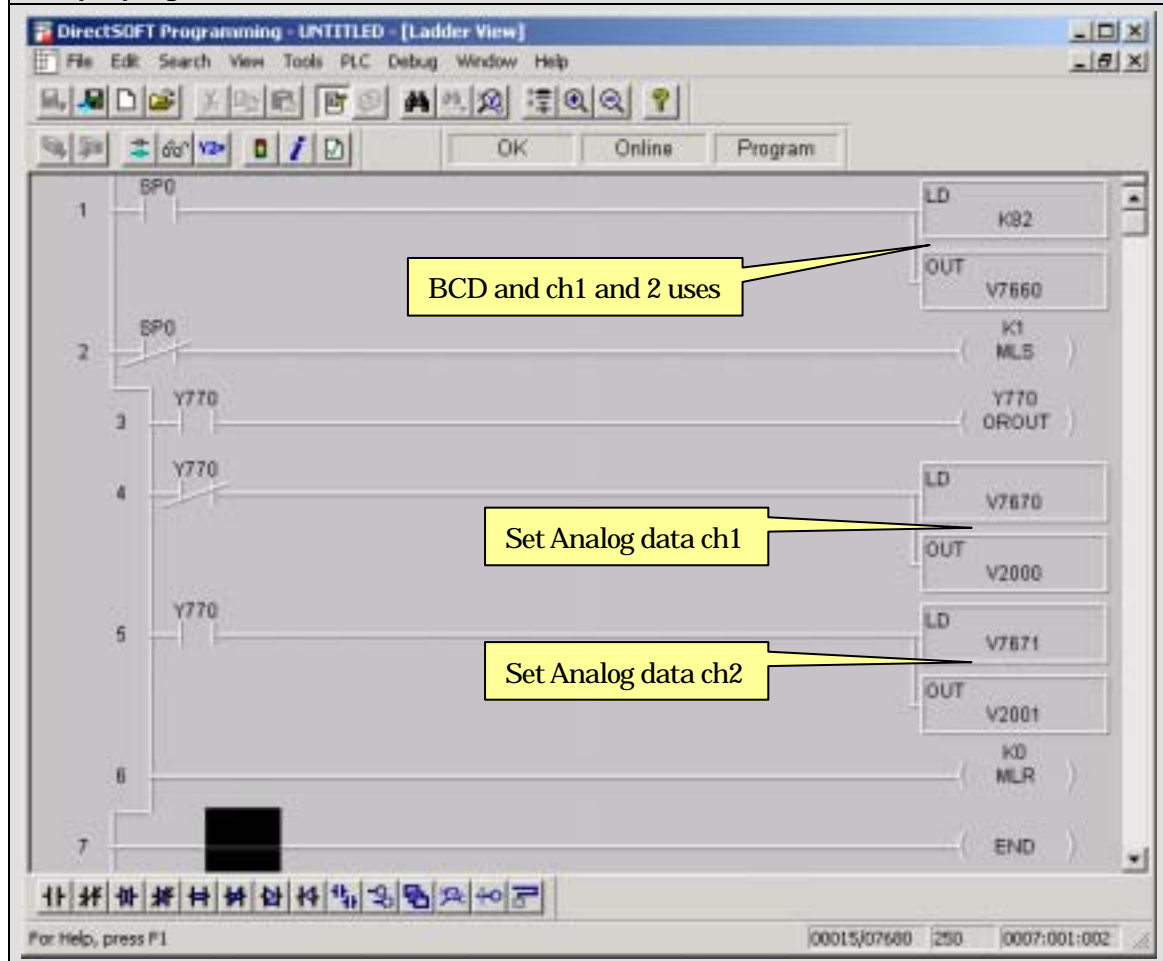 DirectSOFT Programming - UNTITLED - [Ladder View]
File Edit Search View Tools PLC Debug Window Help
V2=
OK Online Program
SP0
1
LD
K82
BCD and ch1 and 2 uses
OUT
V7660
SP0
2
K1
MLS
Y770
3
Y770
OROUT
Y770
4
LD
V7670
Set Analog data ch1
OUT
V2000
Y770
5
LD
V7671
Set Analog data ch2
OUT
V2001
6
K0
MLR
7
END
For Help, press F1
00015/07680 250 0007:001:002